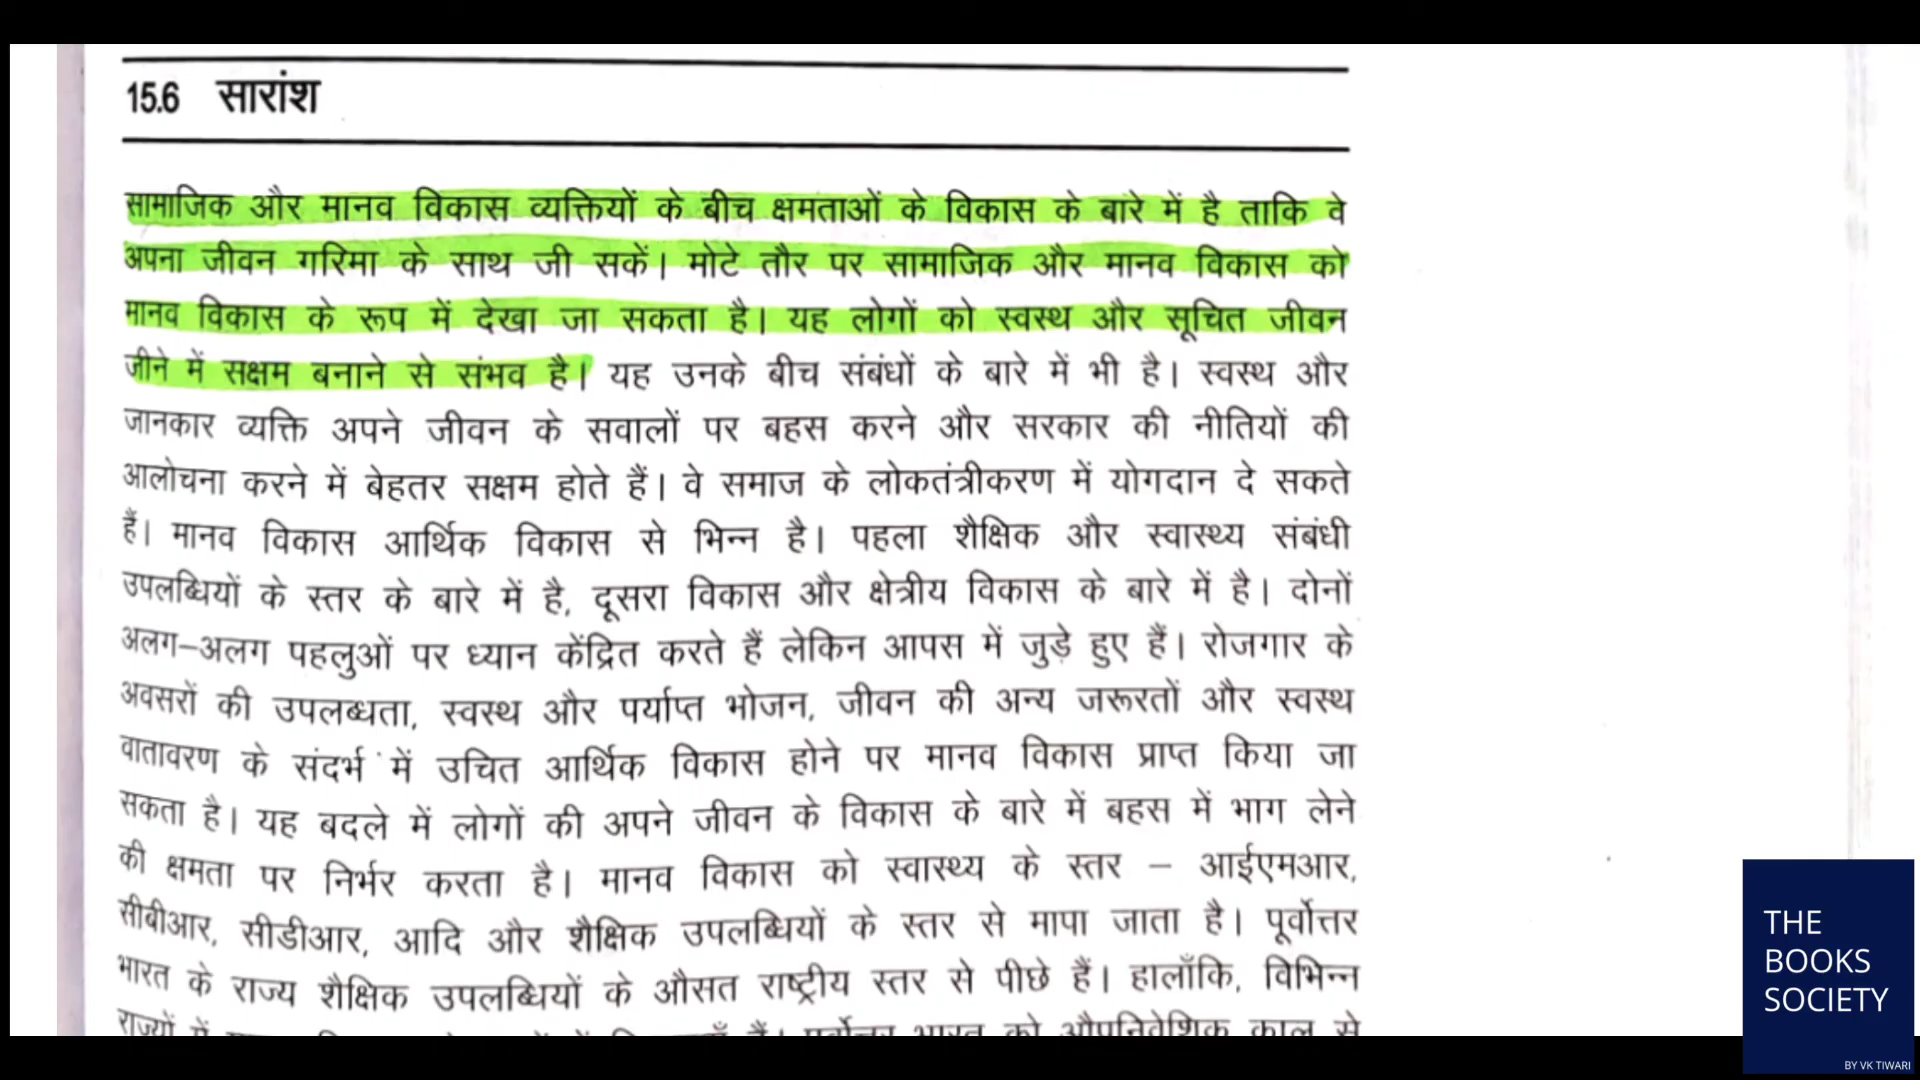 15.6 सारांश
सामाजिक और मानव विकास व्यक्तियों के बीच क्षमताओं के विकास के बारे में है ताकि वे
अपना जीवन गरिमा के साथ जी सकें। मोटे तौर पर सामाजिक और मानव विकास को
मानव विकास के रूप में देखा जा सकता है। यह लोगों को स्वस्थ और सूचित जीवन
जीने में सक्षम बनाने से संभव है। यह उनके बीच संबंधों के बारे में भी है। स्वस्थ और
जानकार व्यक्ति अपने जीवन के सवालों पर बहस करने और सरकार की नीतियों की
आलोचना करने में बेहतर सक्षम होते हैं। वे समाज के लोकतंत्रीकरण में योगदान दे सकते
हैं। मानव विकास आर्थिक विकास से भिन्न है। पहला शैक्षिक और स्वास्थ्य संबंधी
उपलब्धियों के स्तर के बारे में है, दूसरा विकास और क्षेत्रीय विकास के बारे में है। दोनों
अलग–अलग पहलुओं पर ध्यान केंद्रित करते हैं लेकिन आपस में जुड़े हुए हैं। रोजगार के
अवसरों की उपलब्धता, स्वस्थ और पर्याप्त भोजन, जीवन की अन्य जरूरतों और स्वस्थ
वातावरण के संदर्भ में उचित आर्थिक विकास होने पर मानव विकास प्राप्त किया जा
सकता है। यह बदले में लोगों की अपने जीवन के विकास के बारे में बहस में भाग लेने
की क्षमता पर निर्भर करता है। मानव विकास को स्वास्थ्य के स्तर – आईएमआर,
सीबीआर, सीडीआर, आदि और शैक्षिक उपलब्धियों के स्तर से मापा जाता है। पूर्वोत्तर
भारत के राज्य शैक्षिक उपलब्धियों के औसत राष्ट्रीय स्तर से पीछे हैं। हालाँकि, विभिन्न
राज्यों में पूर्वोत्तर भारत को औपनिवेशिक काल से
THE
BOOKS
SOCIETY
BY VK TIWARI